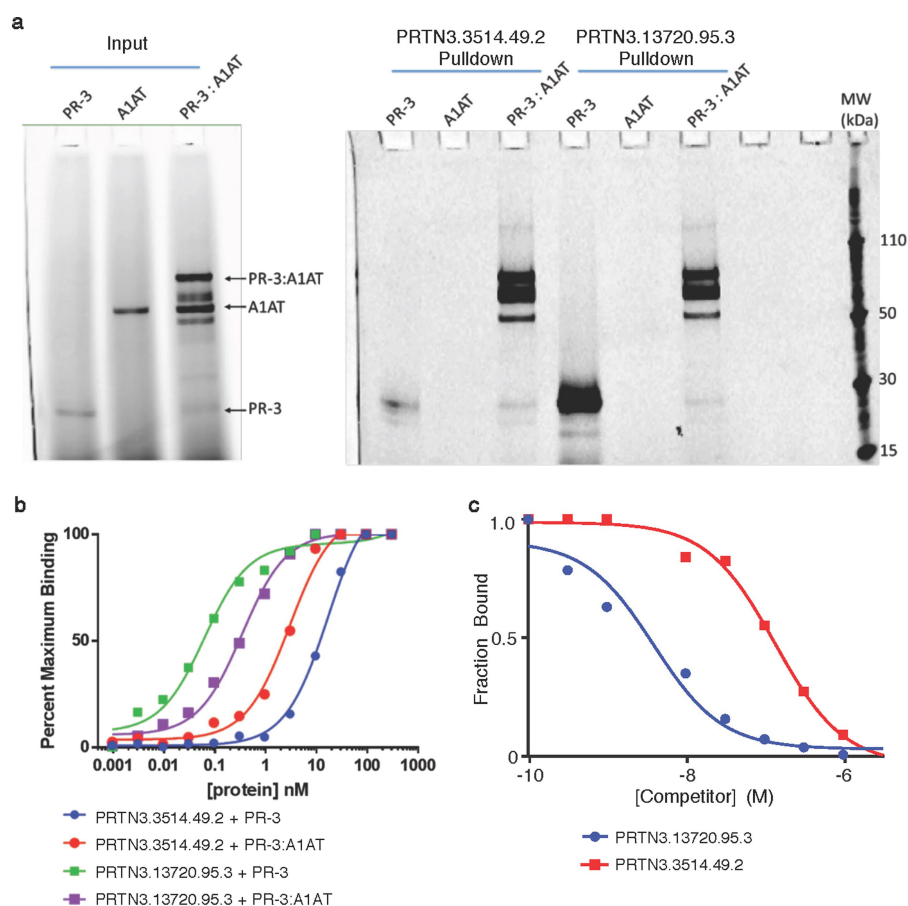 a
Input
PR-3
A1AT
PR-3 : A1AT
PR-3:A1AT
A1AT
PR-3
PRTN3.3514.49.2
Pulldown
PRTN3.13720.95.3
Pulldown
PR-3
A1AT
PR-3 : A1AT
PR-3
A1AT
PR-3 : A1AT
MW
(kDa)
110
50
30
15
b
Percent Maximum Binding
100
50
0
0.001 0.01 0.1 1 10 100 1000
[protein] nM
PRTN3.3514.49.2 + PR-3
PRTN3.3514.49.2 + PR-3:A1AT
PRTN3.13720.95.3 + PR-3
PRTN3.13720.95.3 + PR-3:A1AT
c
Fraction Bound
1.0
0.5
0
-10 -8 -6
[Competitor] (M)
PRTN3.13720.95.3
PRTN3.3514.49.2